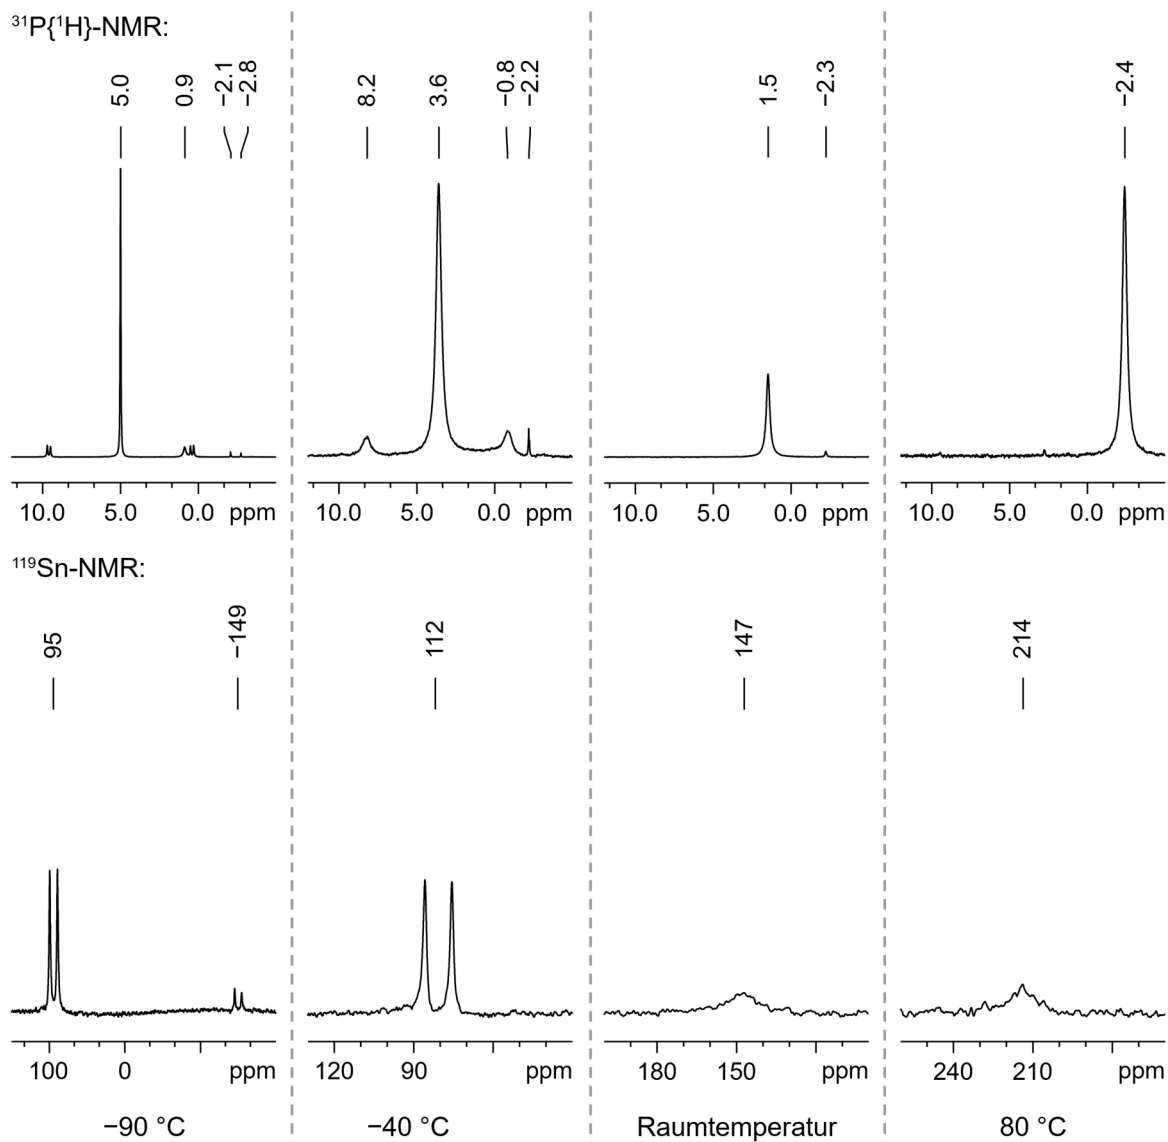 ³¹P{¹H}-NMR:
5.0 0.9 −2.1 −2.8
8.2 3.6 −0.8 −2.2
1.5 −2.3
−2.4
10.0 5.0 0.0 ppm
10.0 5.0 0.0 ppm
10.0 5.0 0.0 ppm
10.0 5.0 0.0 ppm
¹¹⁹Sn-NMR:
95 −149
112
147
214
100 0 ppm
120 90 ppm
180 150 ppm
240 210 ppm
−90 °C
−40 °C
Raumtemperatur
80 °C